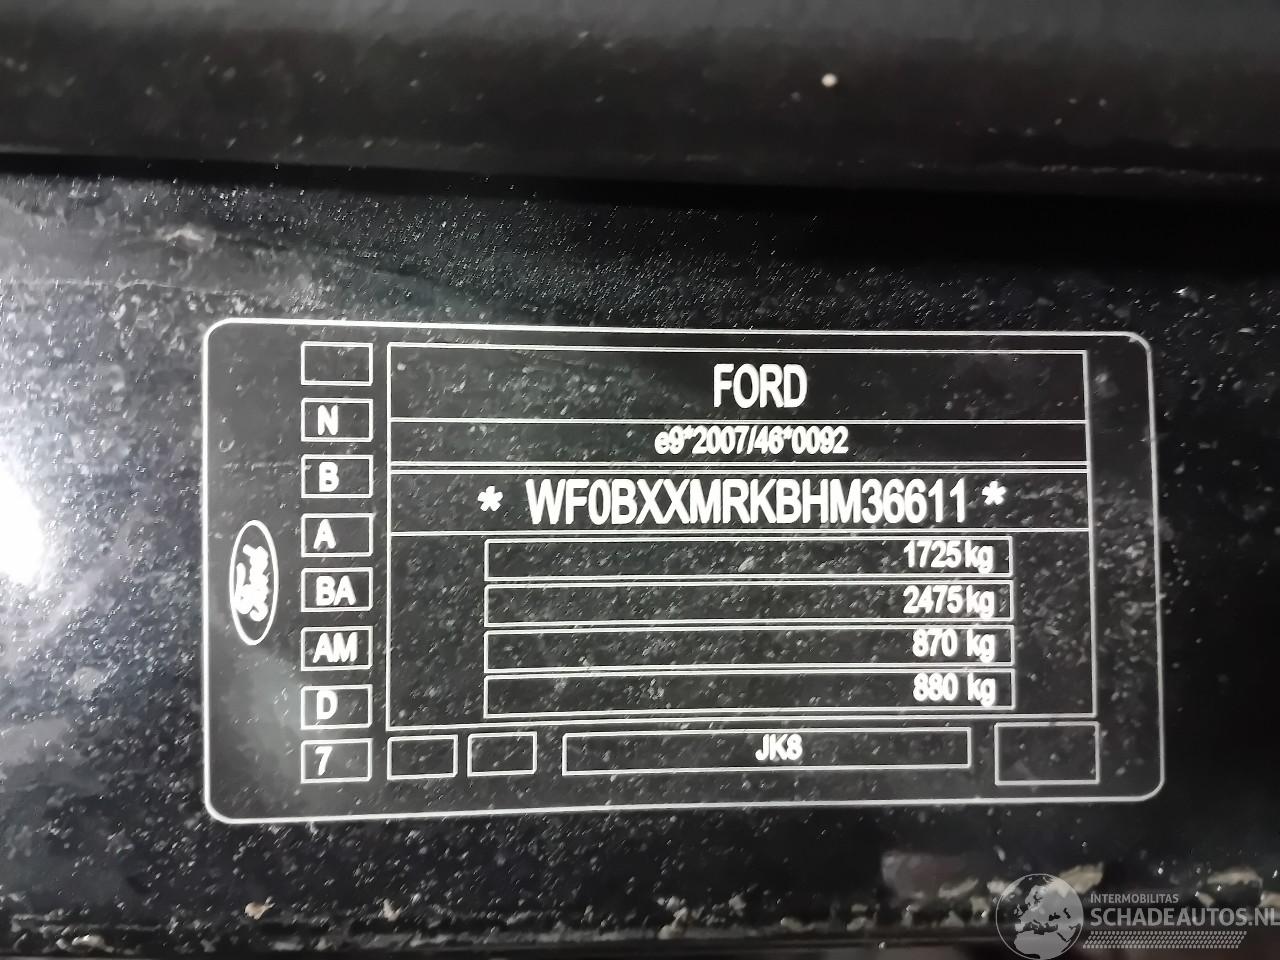 FORD
e9*2007/46*0092
* WF0BXXMRKBHM36611 *
1725 kg
2475 kg
870 kg
880 kg
N
B
A
BA
AM
D
7
JK8
Ford
INTERMOBILITAS
SCHADEAUTOS.NL